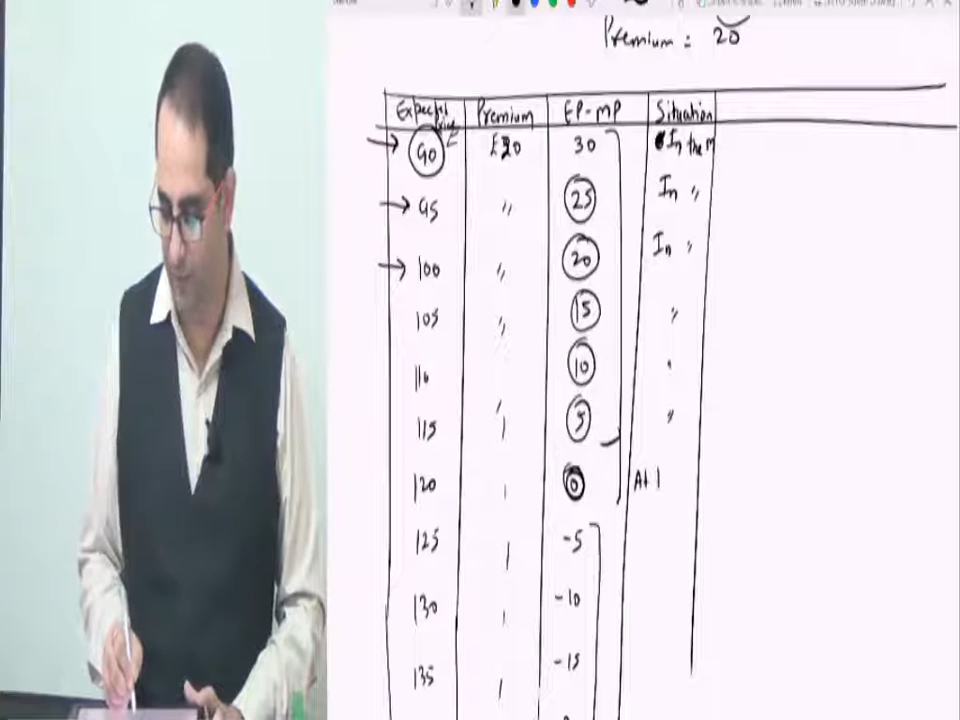 Premium = 20
Expected Price Premium EP-MP Situation
90 £20 30 In the M
95 " 25 In "
100 " 20 In "
105 " 15 "
110 " 10 "
115 " 5 "
120 " 0 At
125 " -5
130 " -10
135 " -15